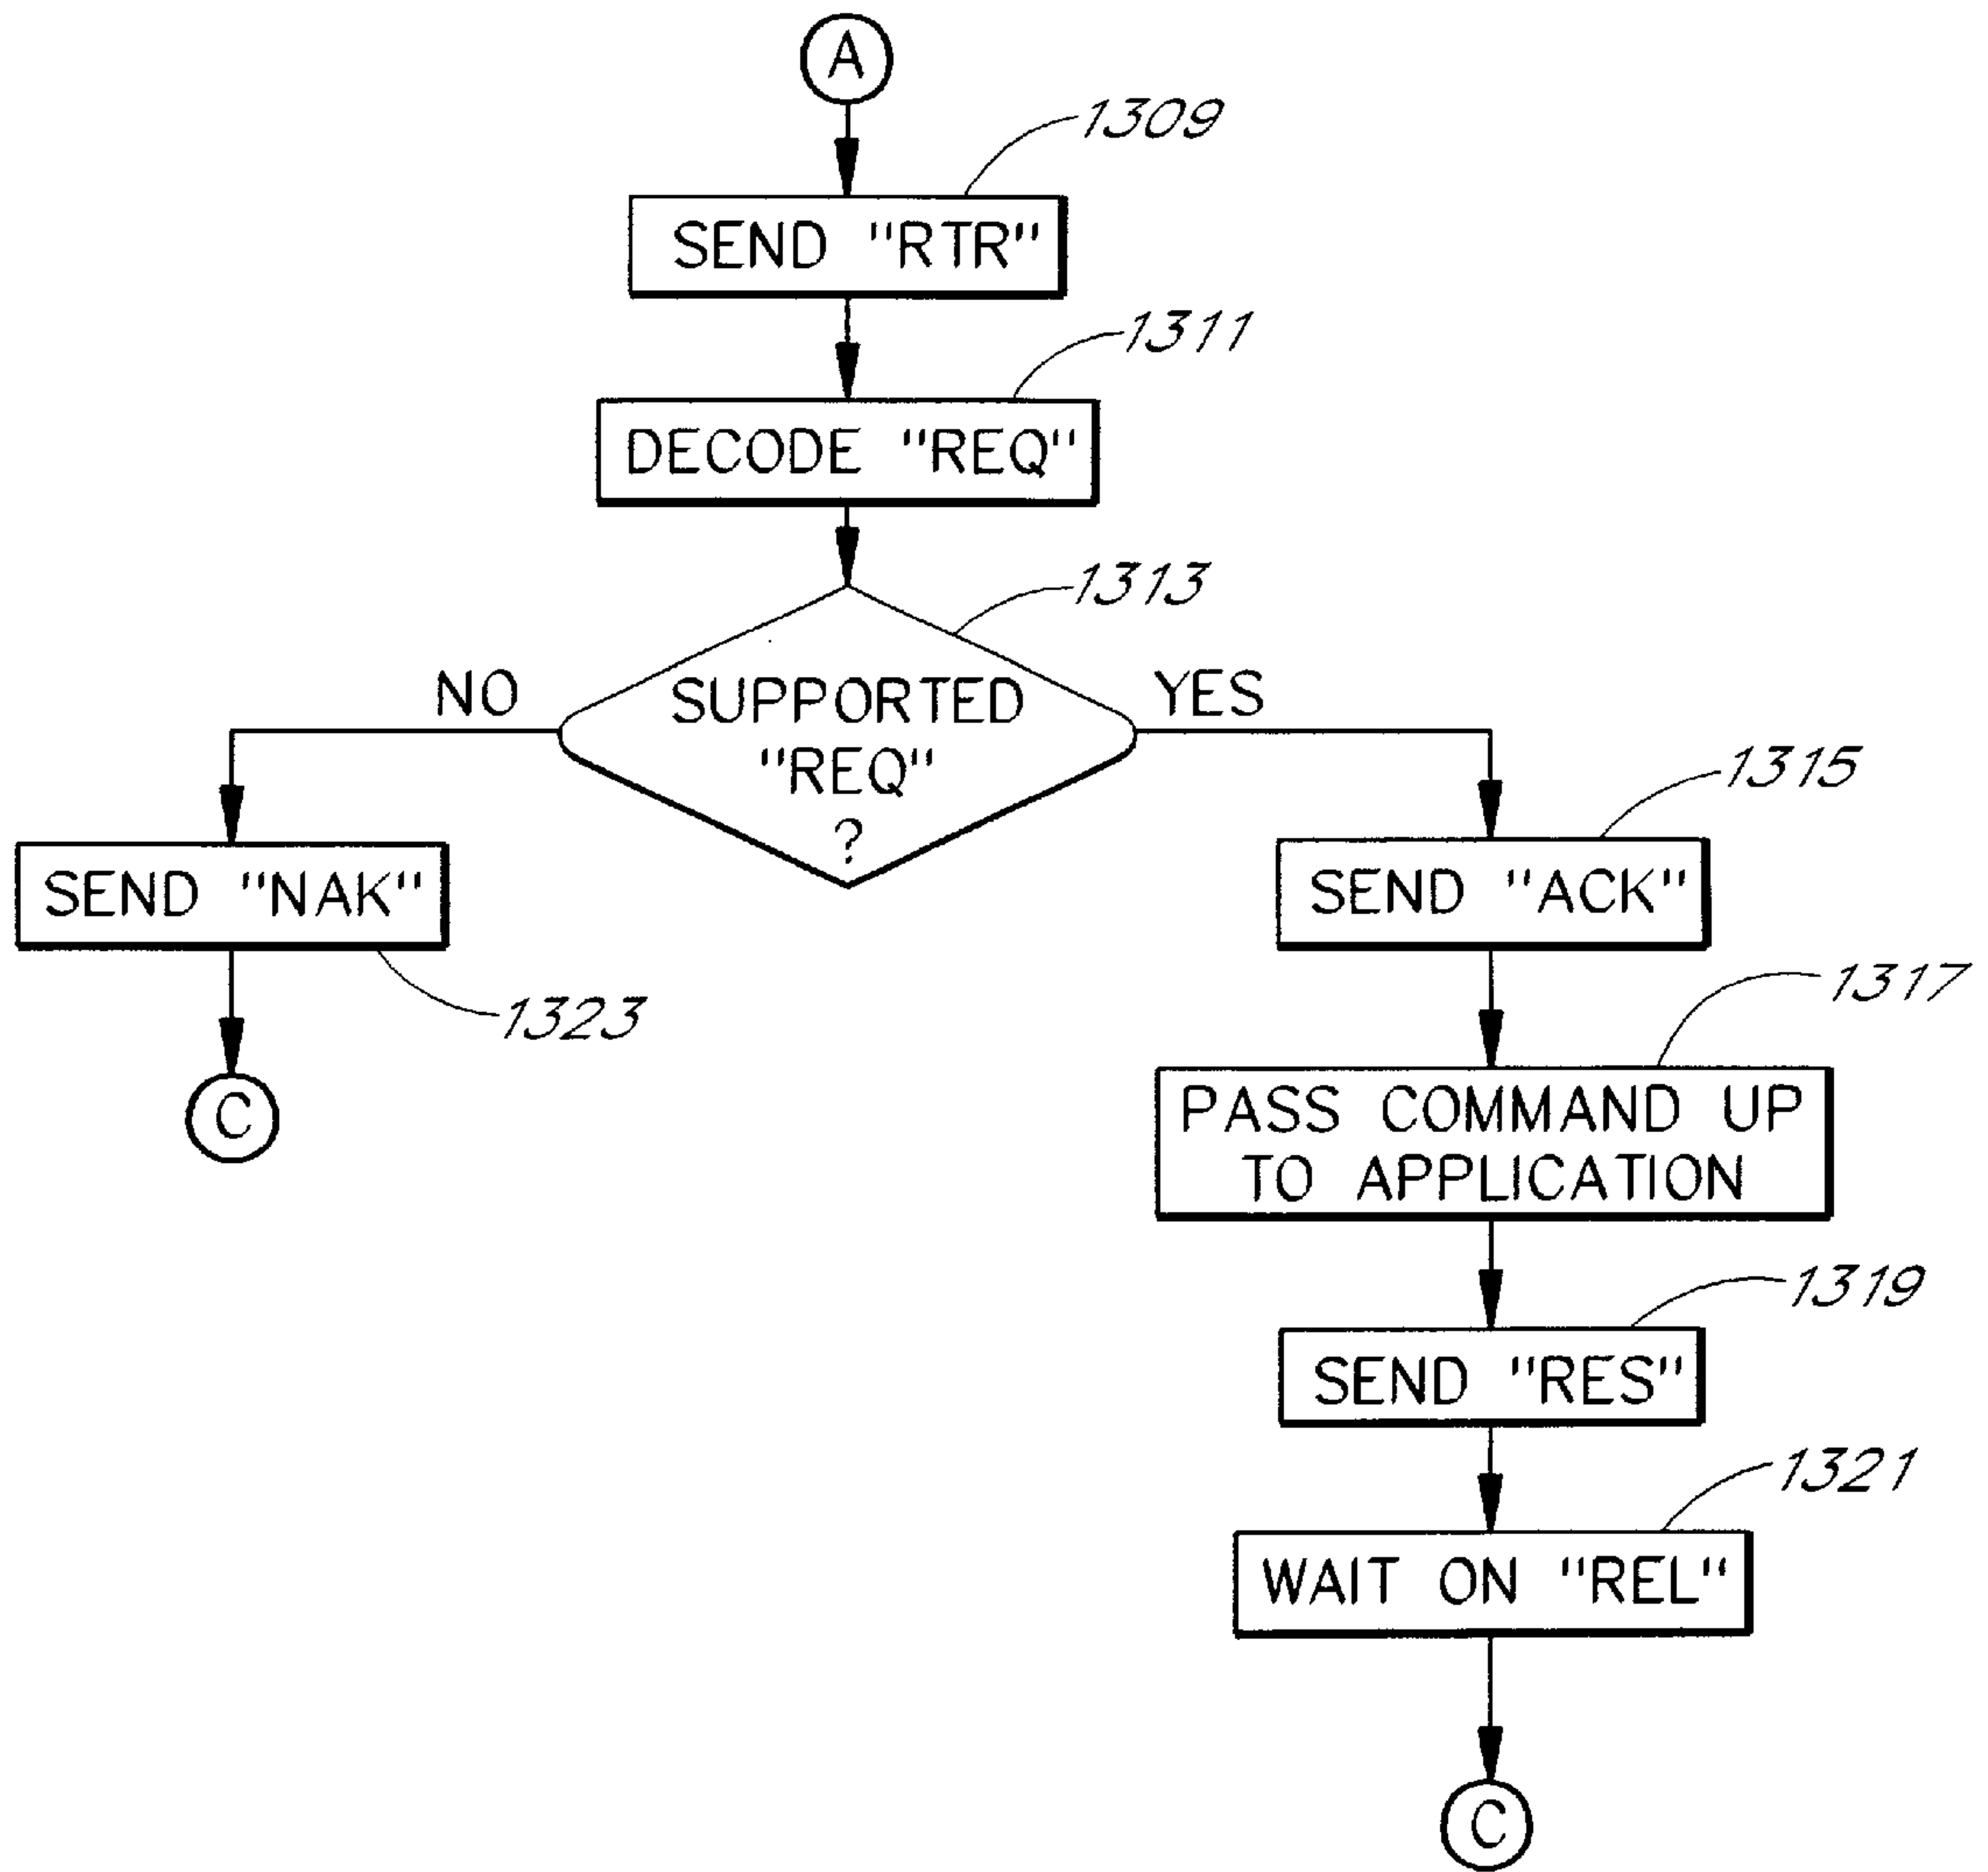 A
1309
SEND "RTR"
1311
DECODE "REQ"
1313
NO
SUPPORTED
"REQ"
?
YES
1315
SEND "NAK"
SEND "ACK"
1323
1317
C
PASS COMMAND UP
TO APPLICATION
1319
SEND "RES"
1321
WAIT ON "REL"
C